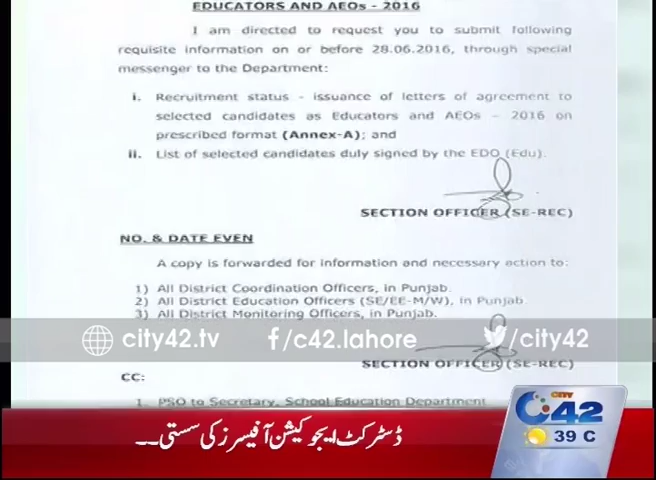 EDUCATORS AND AEOs - 2016
I am directed to request you to submit following
requisite information on or before 28.06.2016, through special
messenger to the Department:
i. Recruitment status - issuance of letters of agreement to
selected candidates as Educators and AEOs - 2016 on
prescribed format (Annex-A); and
ii. List of selected candidates duly signed by the EDO (Edu).
SECTION OFFICER (SE-REC)
NO. & DATE EVEN
A copy is forwarded for information and necessary action to:
1) All District Coordination Officers, in Punjab.
2) All District Education Officers (SE/EE-M/W), in Punjab.
3) All District Monitoring Officers, in Punjab.
city42.tv f/c42.lahore /city42
SECTION OFFICER (SE-REC)
CC:
1. PSO to Secretary, School Education Department
ڈسٹرکٹ ایجوکیشن آفیسرز کی سستی۔۔
CITY
42
39 C